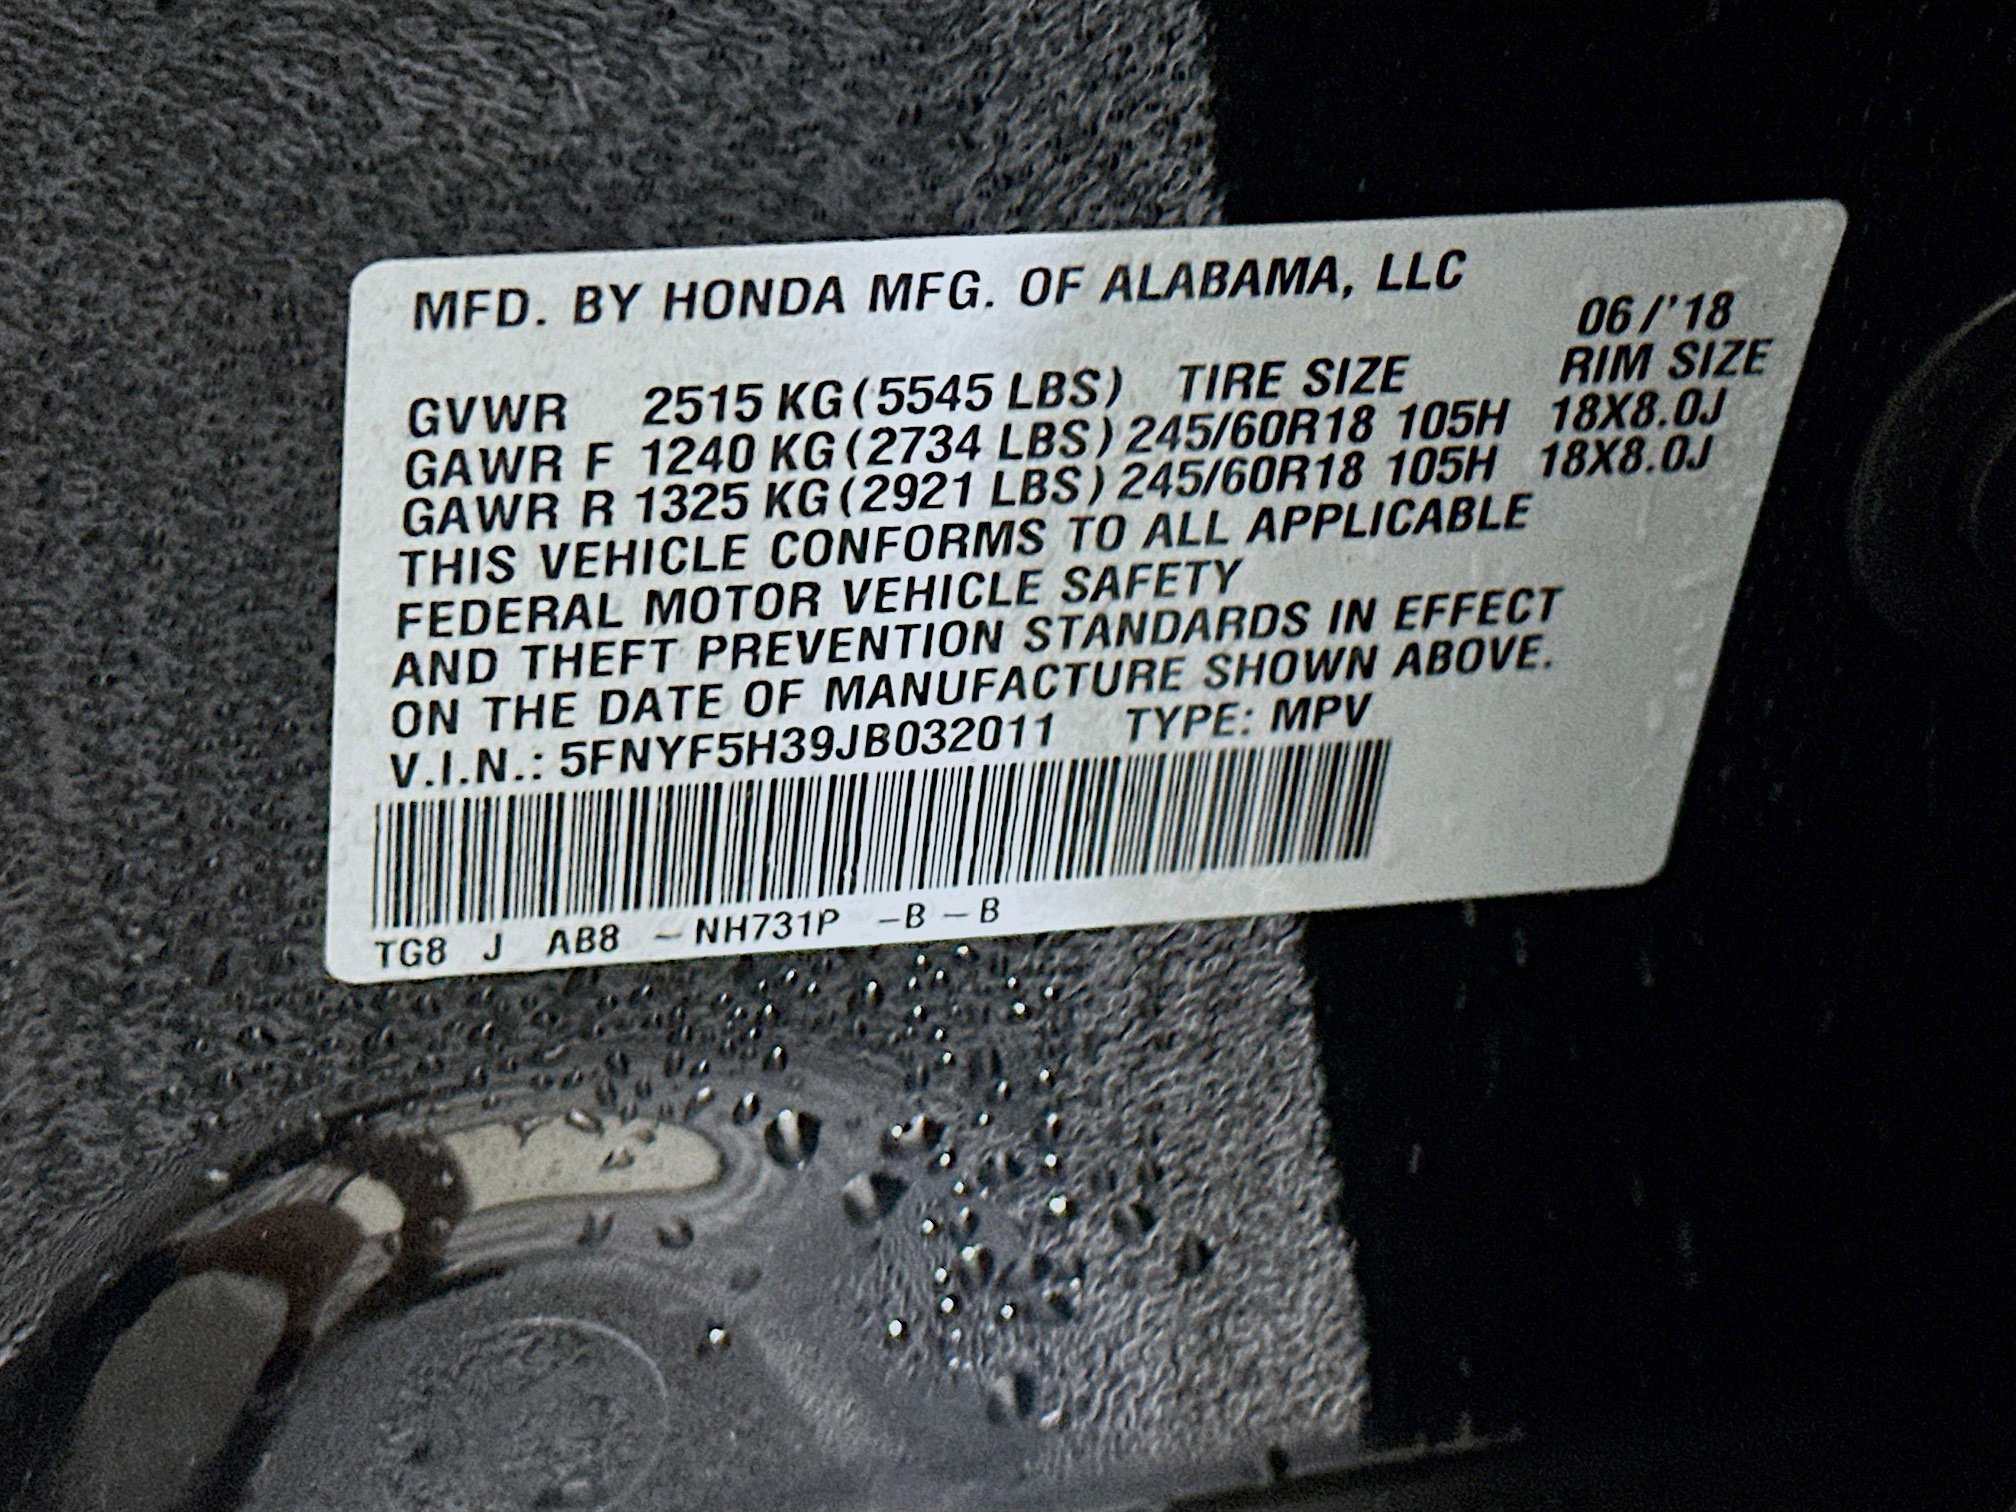 MFD. BY HONDA MFG. OF ALABAMA, LLC
06/'18
GVWR 2515 KG (5545 LBS) TIRE SIZE RIM SIZE
GAWR F 1240 KG (2734 LBS) 245/60R18 105H 18X8.0J
GAWR R 1325 KG (2921 LBS) 245/60R18 105H 18X8.0J
THIS VEHICLE CONFORMS TO ALL APPLICABLE
FEDERAL MOTOR VEHICLE SAFETY
AND THEFT PREVENTION STANDARDS IN EFFECT
ON THE DATE OF MANUFACTURE SHOWN ABOVE.
V.I.N.: 5FNYF5H39JB032011 TYPE: MPV
TG8 J AB8 – NH731P –B – B